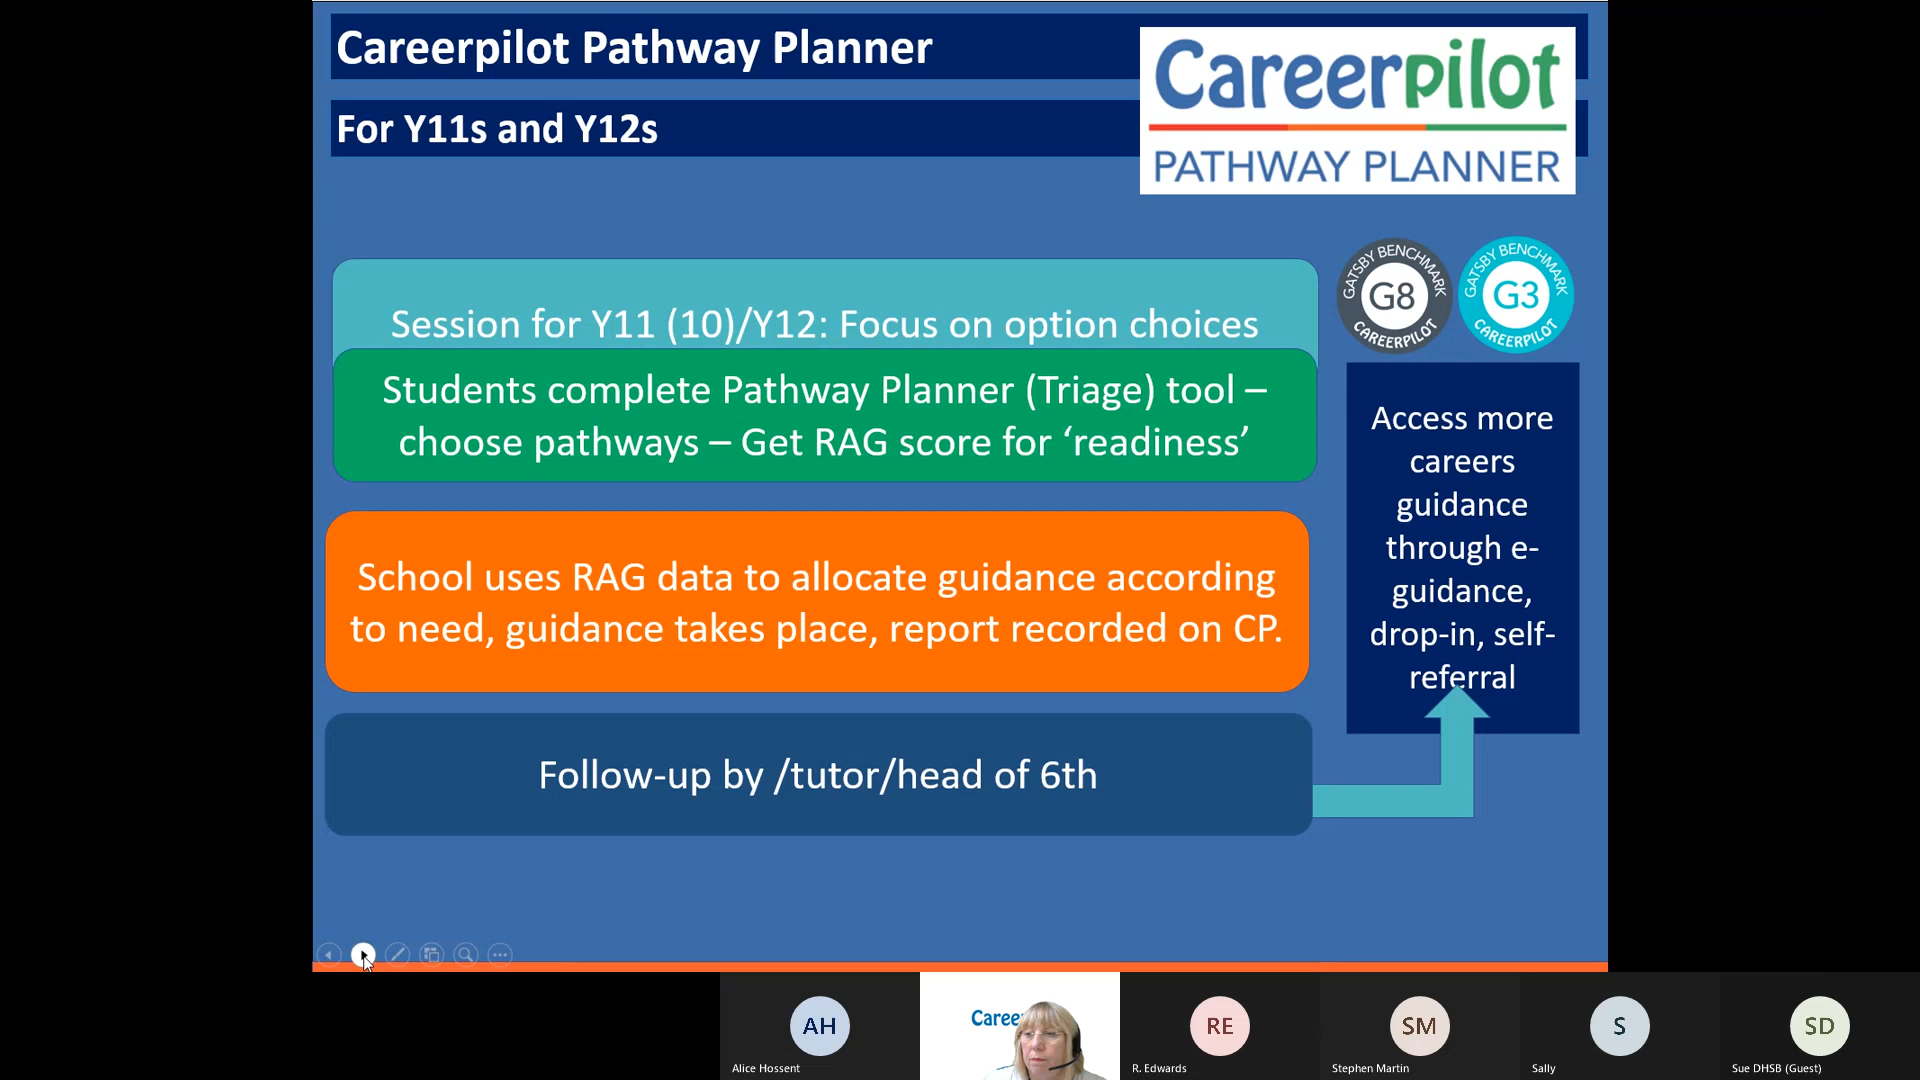 Careerpilot Pathway Planner
For Y11s and Y12s
Careerpilot
PATHWAY PLANNER
Session for Y11 (10)/Y12: Focus on option choices
Students complete Pathway Planner (Triage) tool –
choose pathways – Get RAG score for ‘readiness’
School uses RAG data to allocate guidance according
to need, guidance takes place, report recorded on CP.
Follow-up by /tutor/head of 6th
GATSBY BENCHMARK
G8
CAREERPILOT
GATSBY BENCHMARK
G3
CAREERPILOT
Access more
careers
guidance
through e-
guidance,
drop-in, self-
referral
AH
Alice Hossent
Caree
RE
R. Edwards
SM
Stephen Martin
S
Sally
SD
Sue DHSB (Guest)